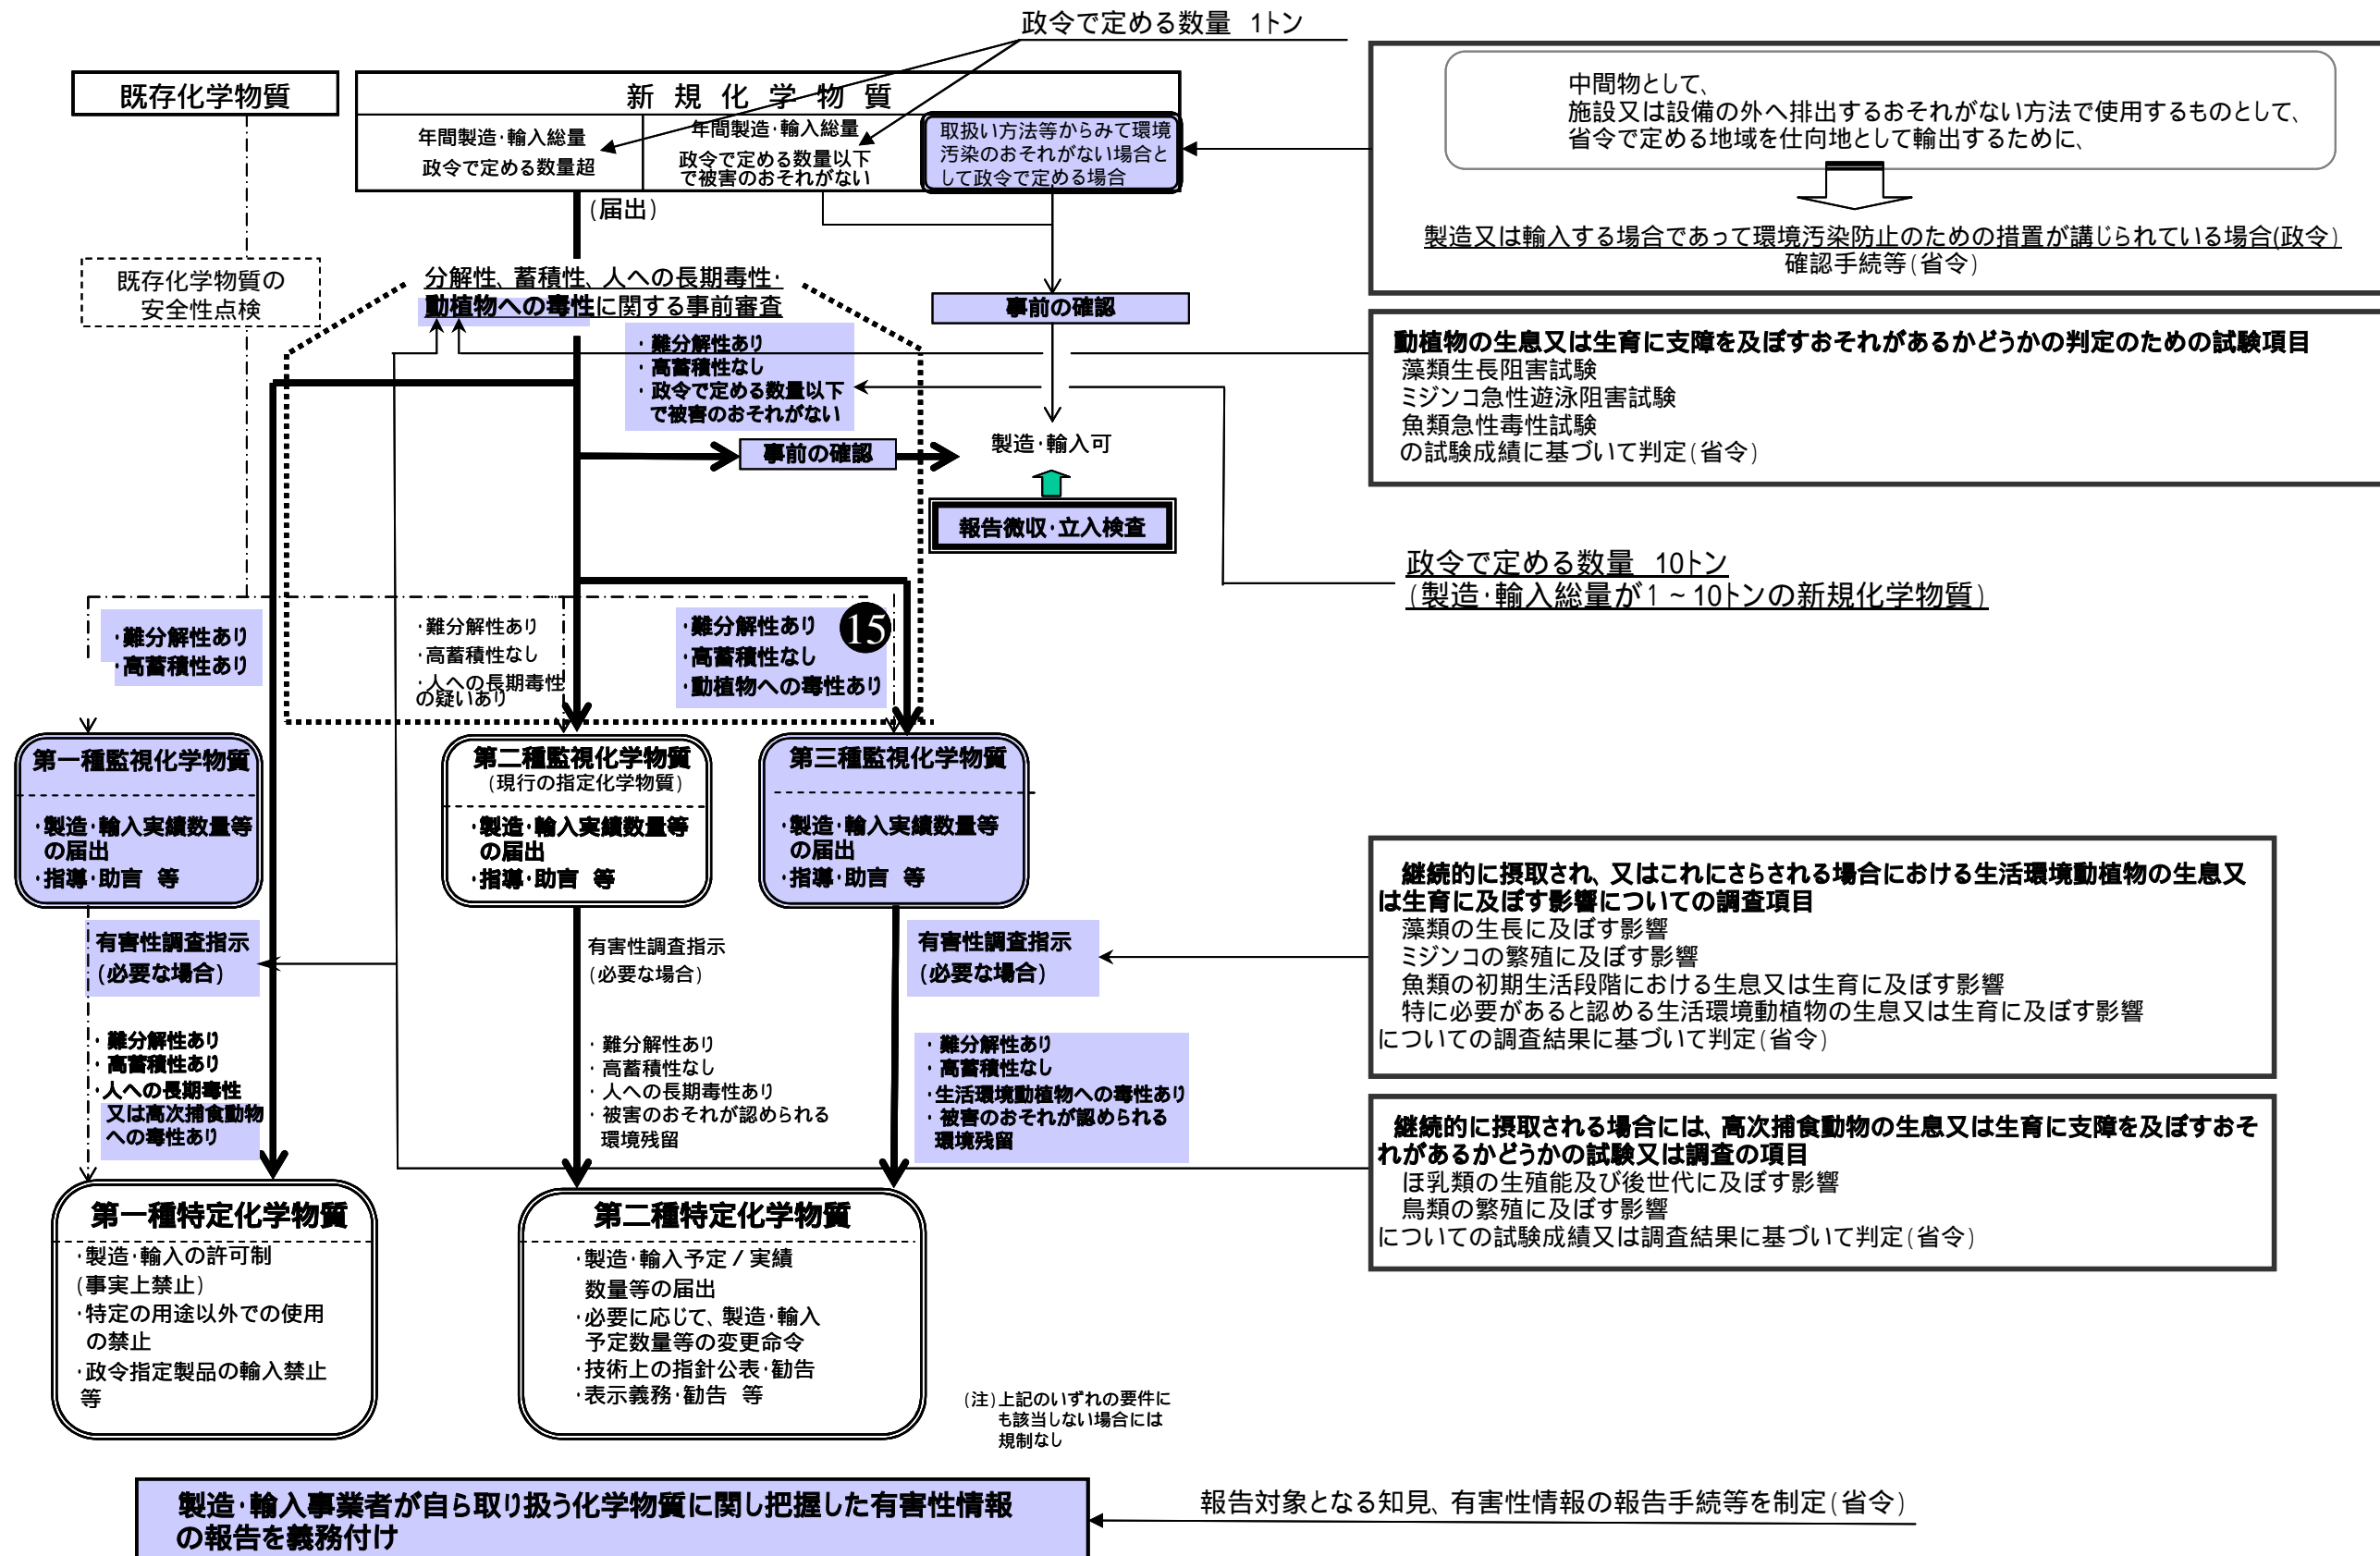 政令で定める数量　1トン
既存化学物質
新規化学物質
年間製造・輸入総量
政令で定める数量超
年間製造・輸入総量
政令で定める数量以下
で被害のおそれがない
取扱い方法等からみて環境
汚染のおそれがない場合と
して政令で定める場合
中間物として、
施設又は設備の外へ排出するおそれがない方法で使用するものとして、
省令で定める地域を仕向地として輸出するために、
製造又は輸入する場合であって環境汚染防止のための措置が講じられている場合(政令)
確認手続等(省令)
(届出)
既存化学物質の
安全性点検
分解性、蓄積性、人への長期毒性・
動植物への毒性に関する事前審査
事前の確認
・難分解性あり
・高蓄積性なし
・政令で定める数量以下
で被害のおそれがない
事前の確認
製造・輸入可
報告徴収・立入検査
動植物の生息又は生育に支障を及ぼすおそれがあるかどうかの判定のための試験項目
藻類生長阻害試験
ミジンコ急性遊泳阻害試験
魚類急性毒性試験
の試験成績に基づいて判定(省令)
政令で定める数量　10トン
(製造・輸入総量が1～10トンの新規化学物質)
・難分解性あり
・高蓄積性あり
・難分解性あり
・高蓄積性なし
・人への長期毒性
の疑いあり
・難分解性あり
・高蓄積性なし
・動植物への毒性あり
15
第一種監視化学物質
・製造・輸入実績数量等
の届出
・指導・助言　等
第二種監視化学物質
(現行の指定化学物質)
・製造・輸入実績数量等
の届出
・指導・助言　等
第三種監視化学物質
・製造・輸入実績数量等
の届出
・指導・助言　等
有害性調査指示
(必要な場合)
有害性調査指示
(必要な場合)
有害性調査指示
(必要な場合)
継続的に摂取され、又はこれにさらされる場合における生活環境動植物の生息又
は生育に及ぼす影響についての調査項目
藻類の生長に及ぼす影響
ミジンコの繁殖に及ぼす影響
魚類の初期生活段階における生息又は生育に及ぼす影響
特に必要があると認める生活環境動植物の生息又は生育に及ぼす影響
についての調査結果に基づいて判定(省令)
・難分解性あり
・高蓄積性あり
・人への長期毒性
又は高次捕食動物
への毒性あり
・難分解性あり
・高蓄積性なし
・人への長期毒性あり
・被害のおそれが認められる
環境残留
・難分解性あり
・高蓄積性なし
・生活環境動植物への毒性あり
・被害のおそれが認められる
環境残留
継続的に摂取される場合には、高次捕食動物の生息又は生育に支障を及ぼすおそ
れがあるかどうかの試験又は調査の項目
ほ乳類の生殖能及び後世代に及ぼす影響
鳥類の繁殖に及ぼす影響
についての試験成績又は調査結果に基づいて判定(省令)
第一種特定化学物質
・製造・輸入の許可制
(事実上禁止)
・特定の用途以外での使用
の禁止
・政令指定製品の輸入禁止
等
第二種特定化学物質
・製造・輸入予定/実績
数量等の届出
・必要に応じて、製造・輸入
予定数量等の変更命令
・技術上の指針公表・勧告
・表示義務・勧告　等
(注)上記のいずれの要件に
も該当しない場合には
規制なし
製造・輸入事業者が自ら取り扱う化学物質に関し把握した有害性情報
の報告を義務付け
報告対象となる知見、有害性情報の報告手続等を制定(省令)